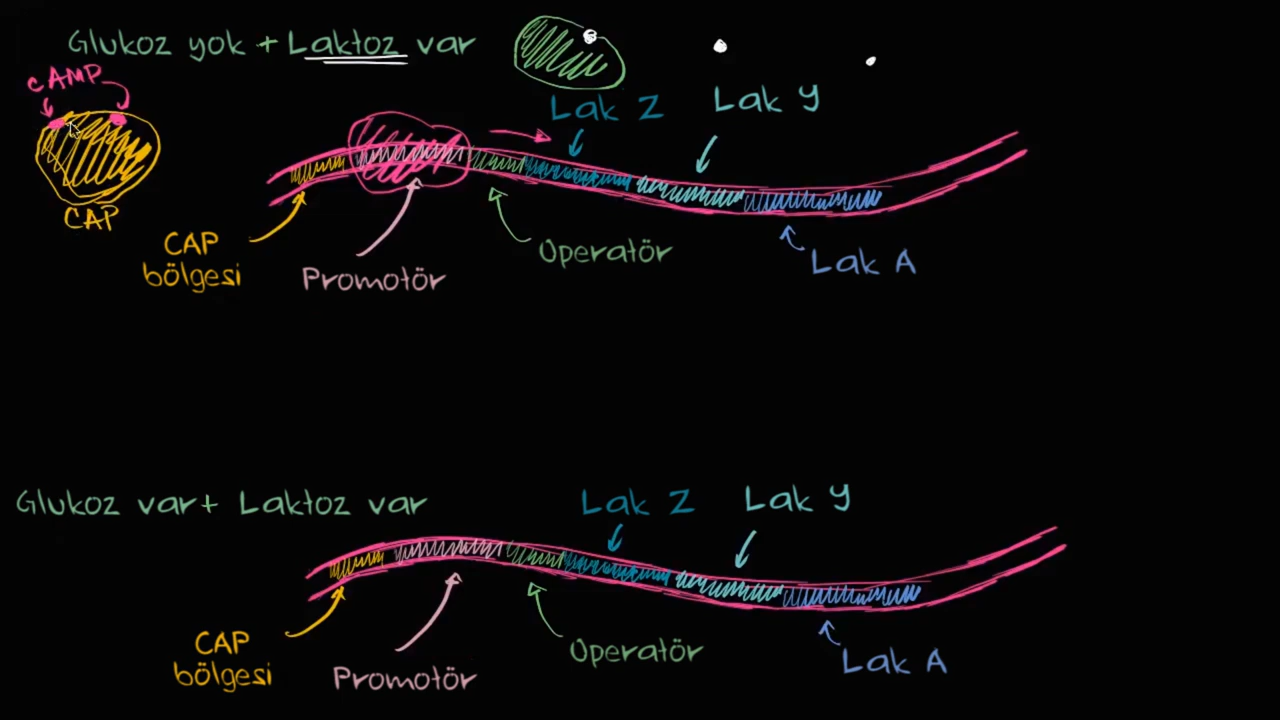 Glukoz yok + Laktoz var
cAMP
Lak Z
Lak Y
CAP
CAP
bölgesi
Promotör
Operatör
Lak A
Glukoz var+ Laktoz var
Lak Z
Lak Y
CAP
bölgesi
Promotör
Operatör
Lak A